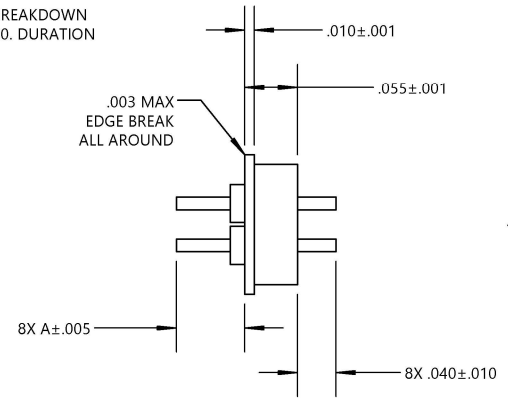 REAKDOWN
0. DURATION
.010±.001
.055±.001
.003 MAX
EDGE BREAK
ALL AROUND
8X A±.005
8X .040±.010